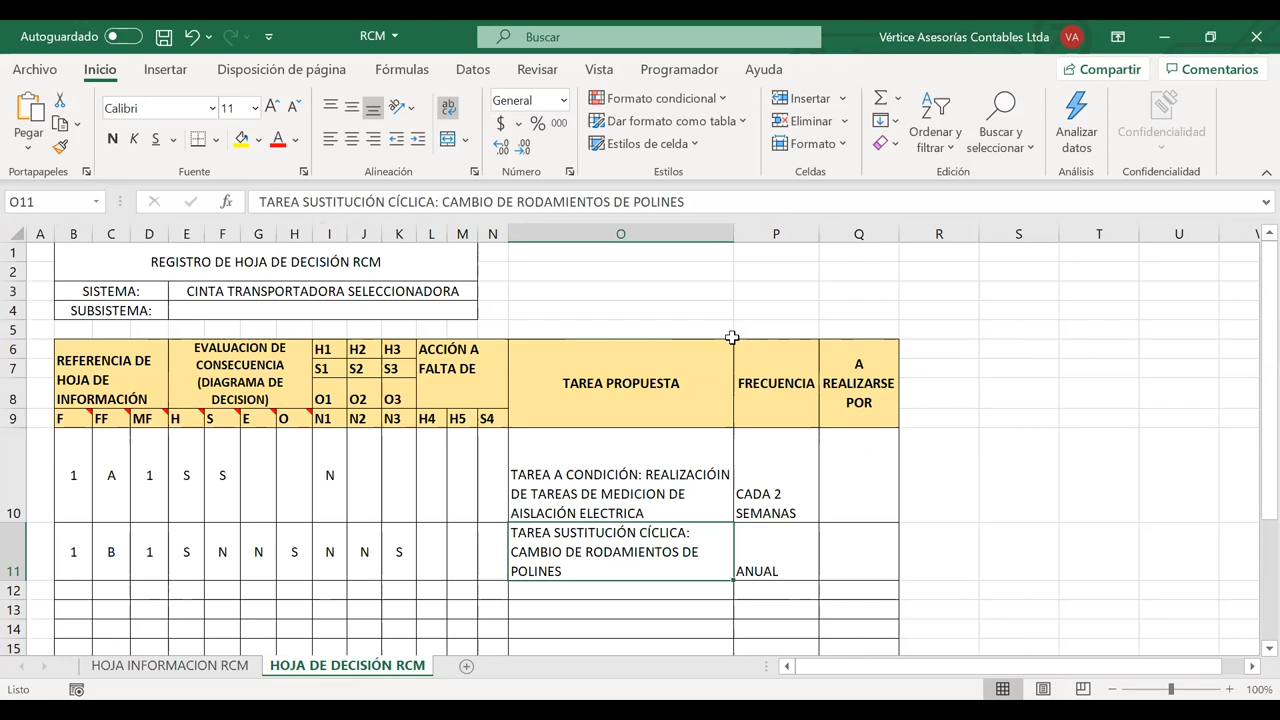 Autoguardado
RCM
Buscar
Vértice Asesorías Contables Ltda
VA
Archivo Inicio Insertar Disposición de página Fórmulas Datos Revisar Vista Programador Ayuda
Compartir
Comentarios
Pegar
Calibri
11
N K S
General
$ % 000
Formato condicional
Dar formato como tabla
Estilos de celda
Insertar
Eliminar
Formato
Ordenar y filtrar
Buscar y seleccionar
Analizar datos
Confidencialidad
Portapapeles
Fuente
Alineación
Número
Estilos
Celdas
Edición
Análisis
Confidencialidad
O11
fx
TAREA SUSTITUCIÓN CÍCLICA: CAMBIO DE RODAMIENTOS DE POLINES
A B C D E F G H I J K L M N O P Q R S T U V
1
REGISTRO DE HOJA DE DECISIÓN RCM
2
3 SISTEMA: CINTA TRANSPORTADORA SELECCIONADORA
4 SUBSISTEMA:
5
6
7
8
REFERENCIA DE
HOJA DE
INFORMACIÓN
EVALUACION DE
CONSECUENCIA
(DIAGRAMA DE
DECISION)
H1 H2 H3
S1 S2 S3
O1 O2 O3
ACCIÓN A
FALTA DE
TAREA PROPUESTA
FRECUENCIA
A
REALIZARSE
POR
9 F FF MF H S E O N1 N2 N3 H4 H5 S4
10 1 A 1 S S N
TAREA A CONDICIÓN: REALIZACIÓIN
DE TAREAS DE MEDICION DE
AISLACIÓN ELECTRICA
CADA 2
SEMANAS
11 1 B 1 S N N S N N S
TAREA SUSTITUCIÓN CÍCLICA:
CAMBIO DE RODAMIENTOS DE
POLINES
ANUAL
12
13
14
15
HOJA INFORMACION RCM
HOJA DE DECISIÓN RCM
Listo
100%